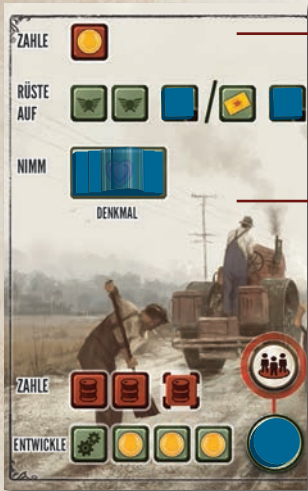 ZAHLE
RÜSTE
AUF
/
NIMM
DENKMAL
ZAHLE
ENTWICKLE